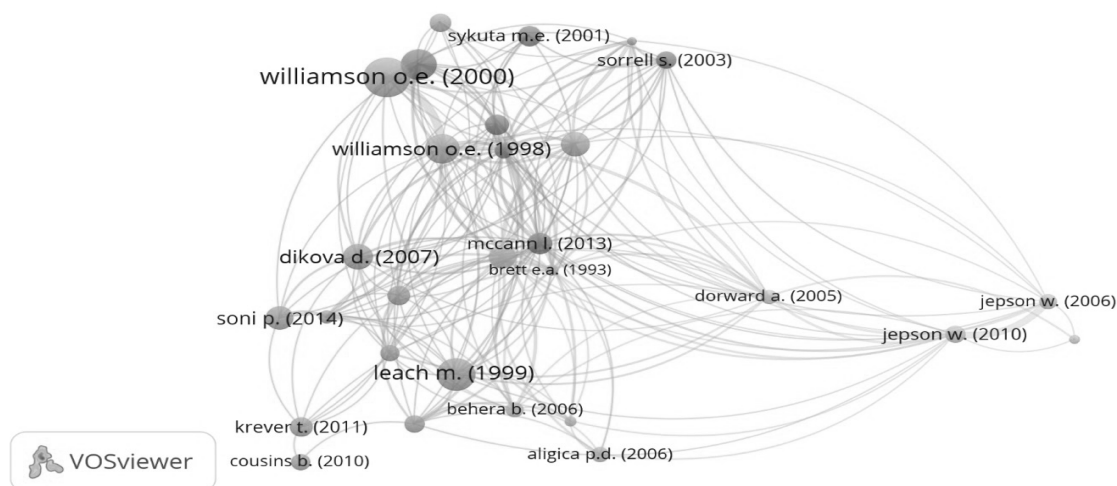 sykuta m.e. (2001)
sorrell s. (2003)
williamson o.e. (2000)
williamson o.e. (1998)
mccann l. (2013)
dikova d. (2007)
brett e.a. (1993)
dorward a. (2005)
jepson w. (2006)
soni p. (2014)
jepson w. (2010)
leach m. (1999)
behera b. (2006)
krever t. (2011)
aligica p.d. (2006)
cousins b. (2010)
VOSviewer